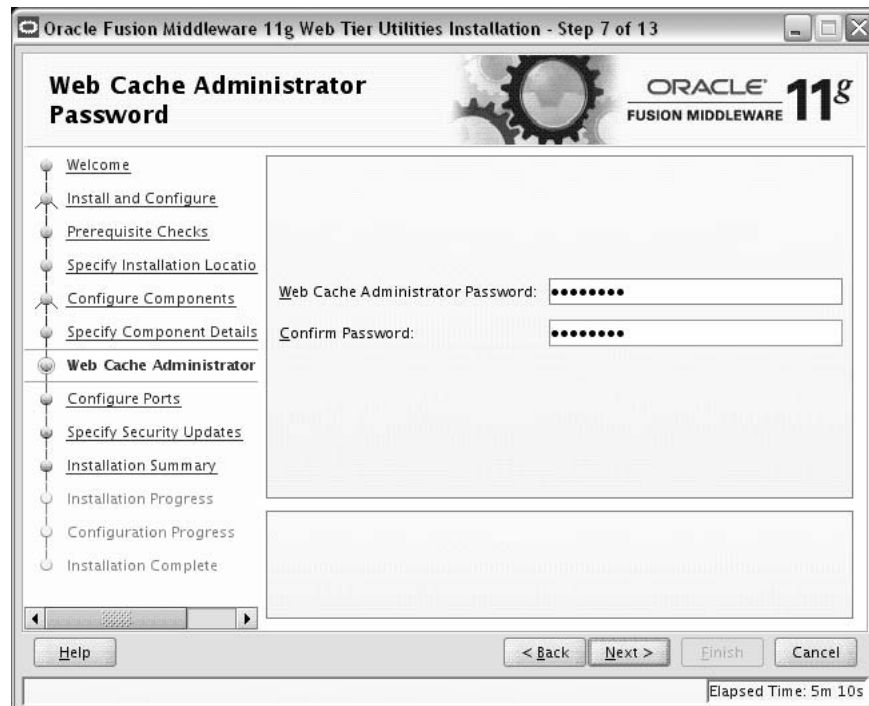 Oracle Fusion Middleware 11g Web Tier Utilities Installation - Step 7 of 13
Web Cache Administrator
Password
ORACLE
FUSION MIDDLEWARE 11g
Welcome
Install and Configure
Prerequisite Checks
Specify Installation Locatio
Configure Components
Specify Component Details
Web Cache Administrator
Configure Ports
Specify Security Updates
Installation Summary
Installation Progress
Configuration Progress
Installation Complete
Web Cache Administrator Password: ●●●●●●●●
Confirm Password: ●●●●●●●●
Help
< Back
Next >
Finish
Cancel
Elapsed Time: 5m 10s